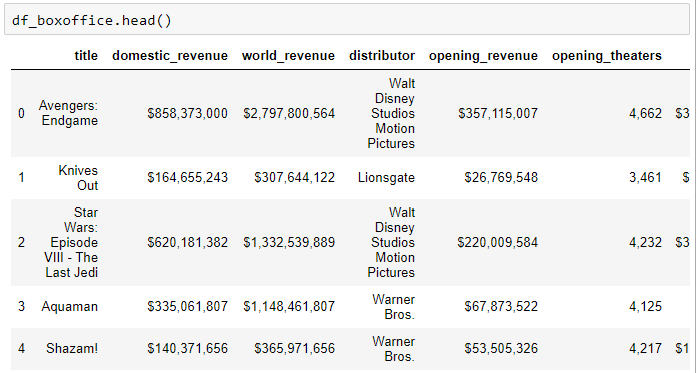 df_boxoffice.head()
title domestic_revenue world_revenue distributor opening_revenue opening_theaters
0 Avengers: Endgame $858,373,000 $2,797,800,564 Walt Disney Studios Motion Pictures $357,115,007 4,662 $3
1 Knives Out $164,655,243 $307,644,122 Lionsgate $26,769,548 3,461 $
2 Star Wars: Episode VIII - The Last Jedi $620,181,382 $1,332,539,889 Walt Disney Studios Motion Pictures $220,009,584 4,232 $3
3 Aquaman $335,061,807 $1,148,461,807 Warner Bros. $67,873,522 4,125
4 Shazam! $140,371,656 $365,971,656 Warner Bros. $53,505,326 4,217 $1